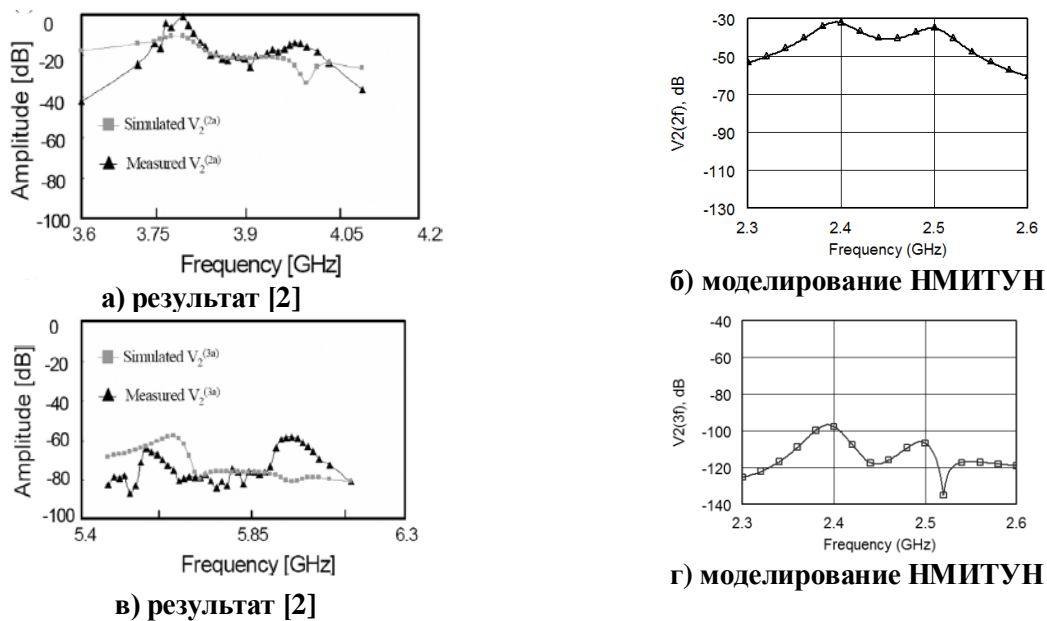 0
-20
-40
-60
-80
-100
Amplitude [dB]
Simulated V₂⁽²ᵃ⁾
Measured V₂⁽²ᵃ⁾
3.6 3.75 3.9 4.05 4.2
Frequency [GHz]
а) результат [2]
-30
-50
-70
-90
-110
-130
V2(2f), dB
2.3 2.4 2.5 2.6
Frequency (GHz)
б) моделирование НМИТУН
0
-20
-40
-60
-80
-100
Amplitude [dB]
Simulated V₂⁽³ᵃ⁾
Measured V₂⁽³ᵃ⁾
5.4 5.85 6.3
Frequency [GHz]
в) результат [2]
-40
-60
-80
-100
-120
-140
V2(3f), dB
2.3 2.4 2.5 2.6
Frequency (GHz)
г) моделирование НМИТУН